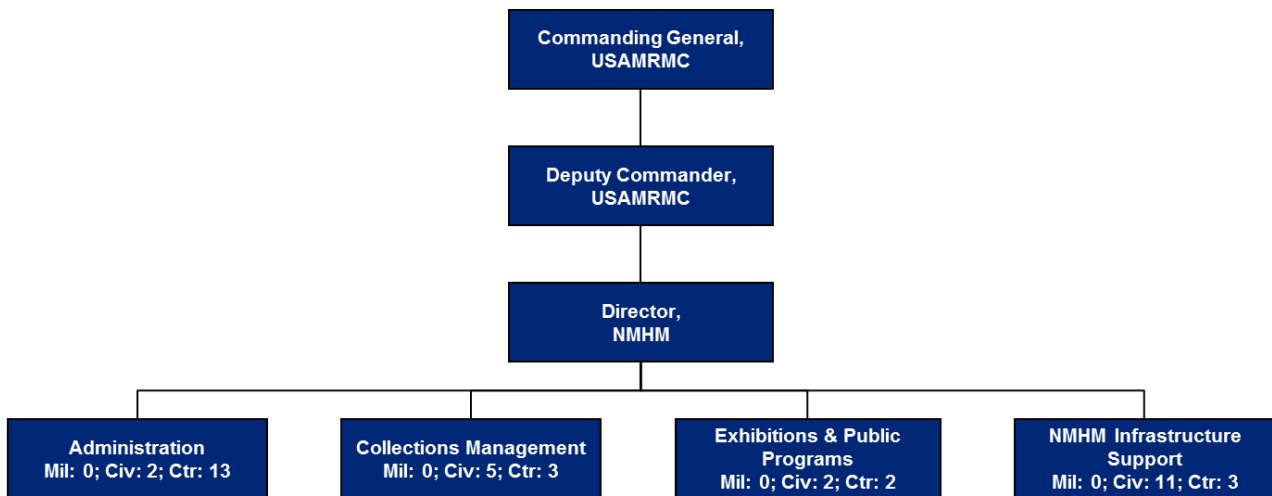 Commanding General,
USAMRMC
Deputy Commander,
USAMRMC
Director,
NMHM
Administration
Mil: 0; Civ: 2; Ctr: 13
Collections Management
Mil: 0; Civ: 5; Ctr: 3
Exhibitions & Public
Programs
Mil: 0; Civ: 2; Ctr: 2
NMHM Infrastructure
Support
Mil: 0; Civ: 11; Ctr: 3